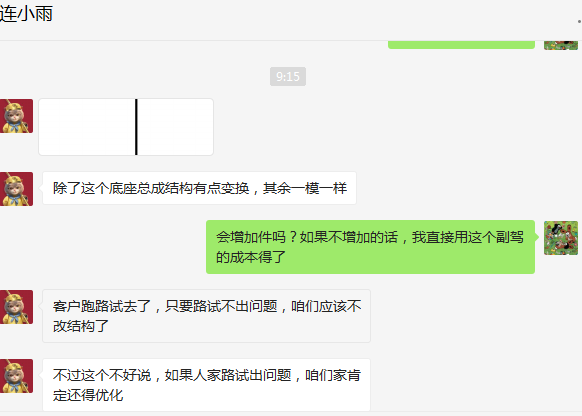 连小雨
9:15
除了这个底座总成结构有点变换，其余一模一样
会增加件吗？如果不增加的话，我直接用这个副驾
的成本得了
客户跑路试去了，只要路试不出问题，咱们应该不
改结构了
不过这个不好说，如果人家路试出问题，咱们家肯
定还得优化